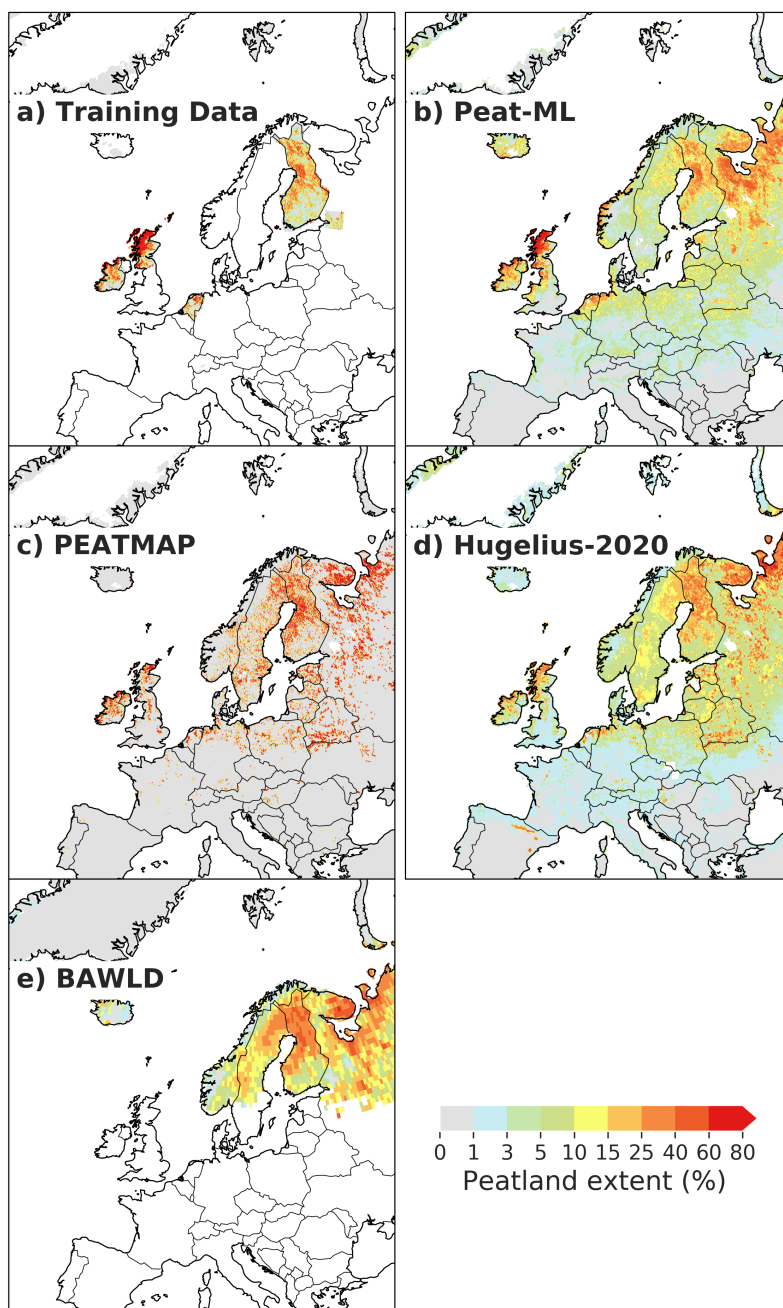 a) Training Data
b) Peat-ML
c) PEATMAP
d) Hugelius-2020
e) BAWLD
0 1 3 5 10 15 25 40 60 80
Peatland extent (%)